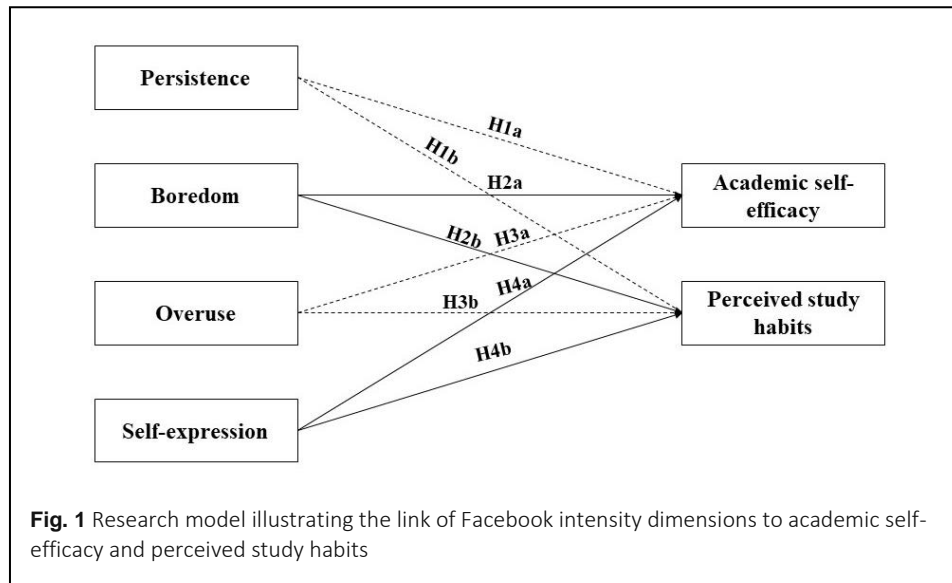 Persistence
H1a
H1b
Boredom
H2a
Academic self-
efficacy
H2b
H3a
H4a
Overuse
H3b
Perceived study
habits
H4b
Self-expression
Fig. 1 Research model illustrating the link of Facebook intensity dimensions to academic self-
efficacy and perceived study habits